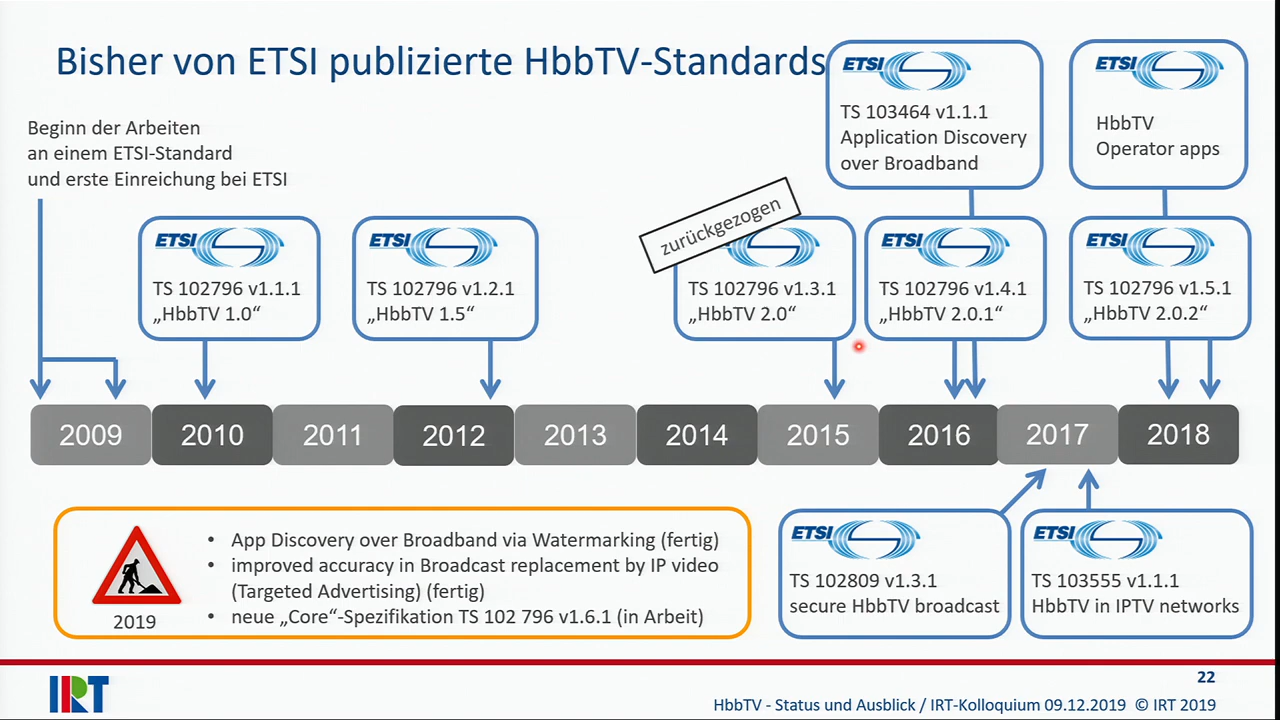 Bisher von ETSI publizierte HbbTV-Standards
Beginn der Arbeiten
an einem ETSI-Standard
und erste Einreichung bei ETSI
ETSI
TS 103464 v1.1.1
Application Discovery
over Broadband
ETSI
HbbTV
Operator apps
ETSI
TS 102796 v1.1.1
„HbbTV 1.0“
ETSI
TS 102796 v1.2.1
„HbbTV 1.5“
zurückgezogen
TS 102796 v1.3.1
„HbbTV 2.0“
ETSI
TS 102796 v1.4.1
„HbbTV 2.0.1“
ETSI
TS 102796 v1.5.1
„HbbTV 2.0.2“
2009 2010 2011 2012 2013 2014 2015 2016 2017 2018
2019
• App Discovery over Broadband via Watermarking (fertig)
• improved accuracy in Broadcast replacement by IP video
(Targeted Advertising) (fertig)
• neue „Core“-Spezifikation TS 102 796 v1.6.1 (in Arbeit)
ETSI
TS 102809 v1.3.1
secure HbbTV broadcast
ETSI
TS 103555 v1.1.1
HbbTV in IPTV networks
22
IRT
HbbTV - Status und Ausblick / IRT-Kolloquium 09.12.2019 © IRT 2019